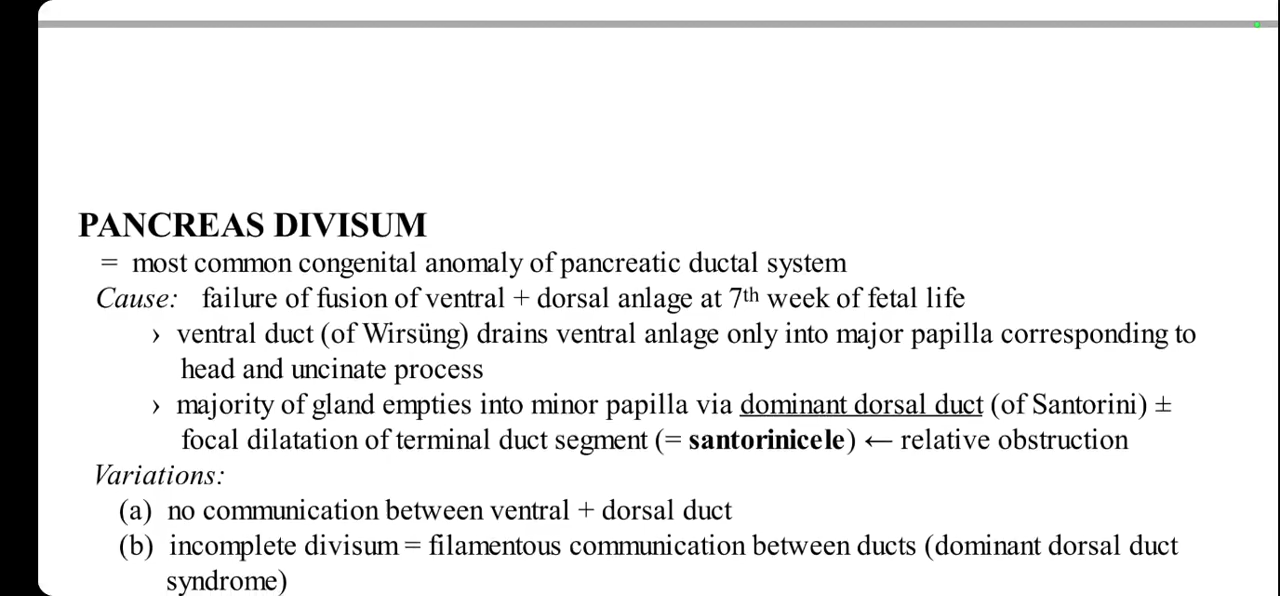 PANCREAS DIVISUM
= most common congenital anomaly of pancreatic ductal system
Cause: failure of fusion of ventral + dorsal anlage at 7th week of fetal life
› ventral duct (of Wirsüng) drains ventral anlage only into major papilla corresponding to
head and uncinate process
› majority of gland empties into minor papilla via dominant dorsal duct (of Santorini) ±
focal dilatation of terminal duct segment (= santorinicele) ← relative obstruction
Variations:
(a) no communication between ventral + dorsal duct
(b) incomplete divisum = filamentous communication between ducts (dominant dorsal duct
syndrome)